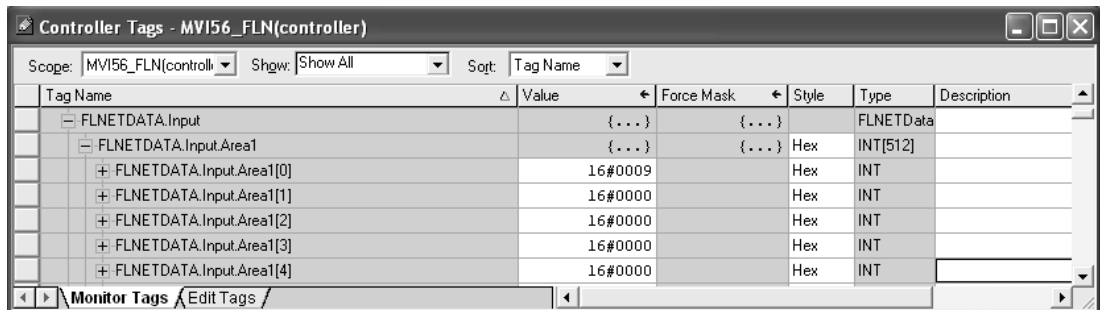 Controller Tags - MVI56_FLN(controller)
Scope: MVI56_FLN(controll Show: Show All Sort: Tag Name
Tag Name Value Force Mask Style Type Description
FLNETDATA.Input {...} {...} FLNETData
FLNETDATA.Input.Area1 {...} {...} Hex INT[512]
FLNETDATA.Input.Area1[0] 16#0009 Hex INT
FLNETDATA.Input.Area1[1] 16#0000 Hex INT
FLNETDATA.Input.Area1[2] 16#0000 Hex INT
FLNETDATA.Input.Area1[3] 16#0000 Hex INT
FLNETDATA.Input.Area1[4] 16#0000 Hex INT
Monitor Tags Edit Tags